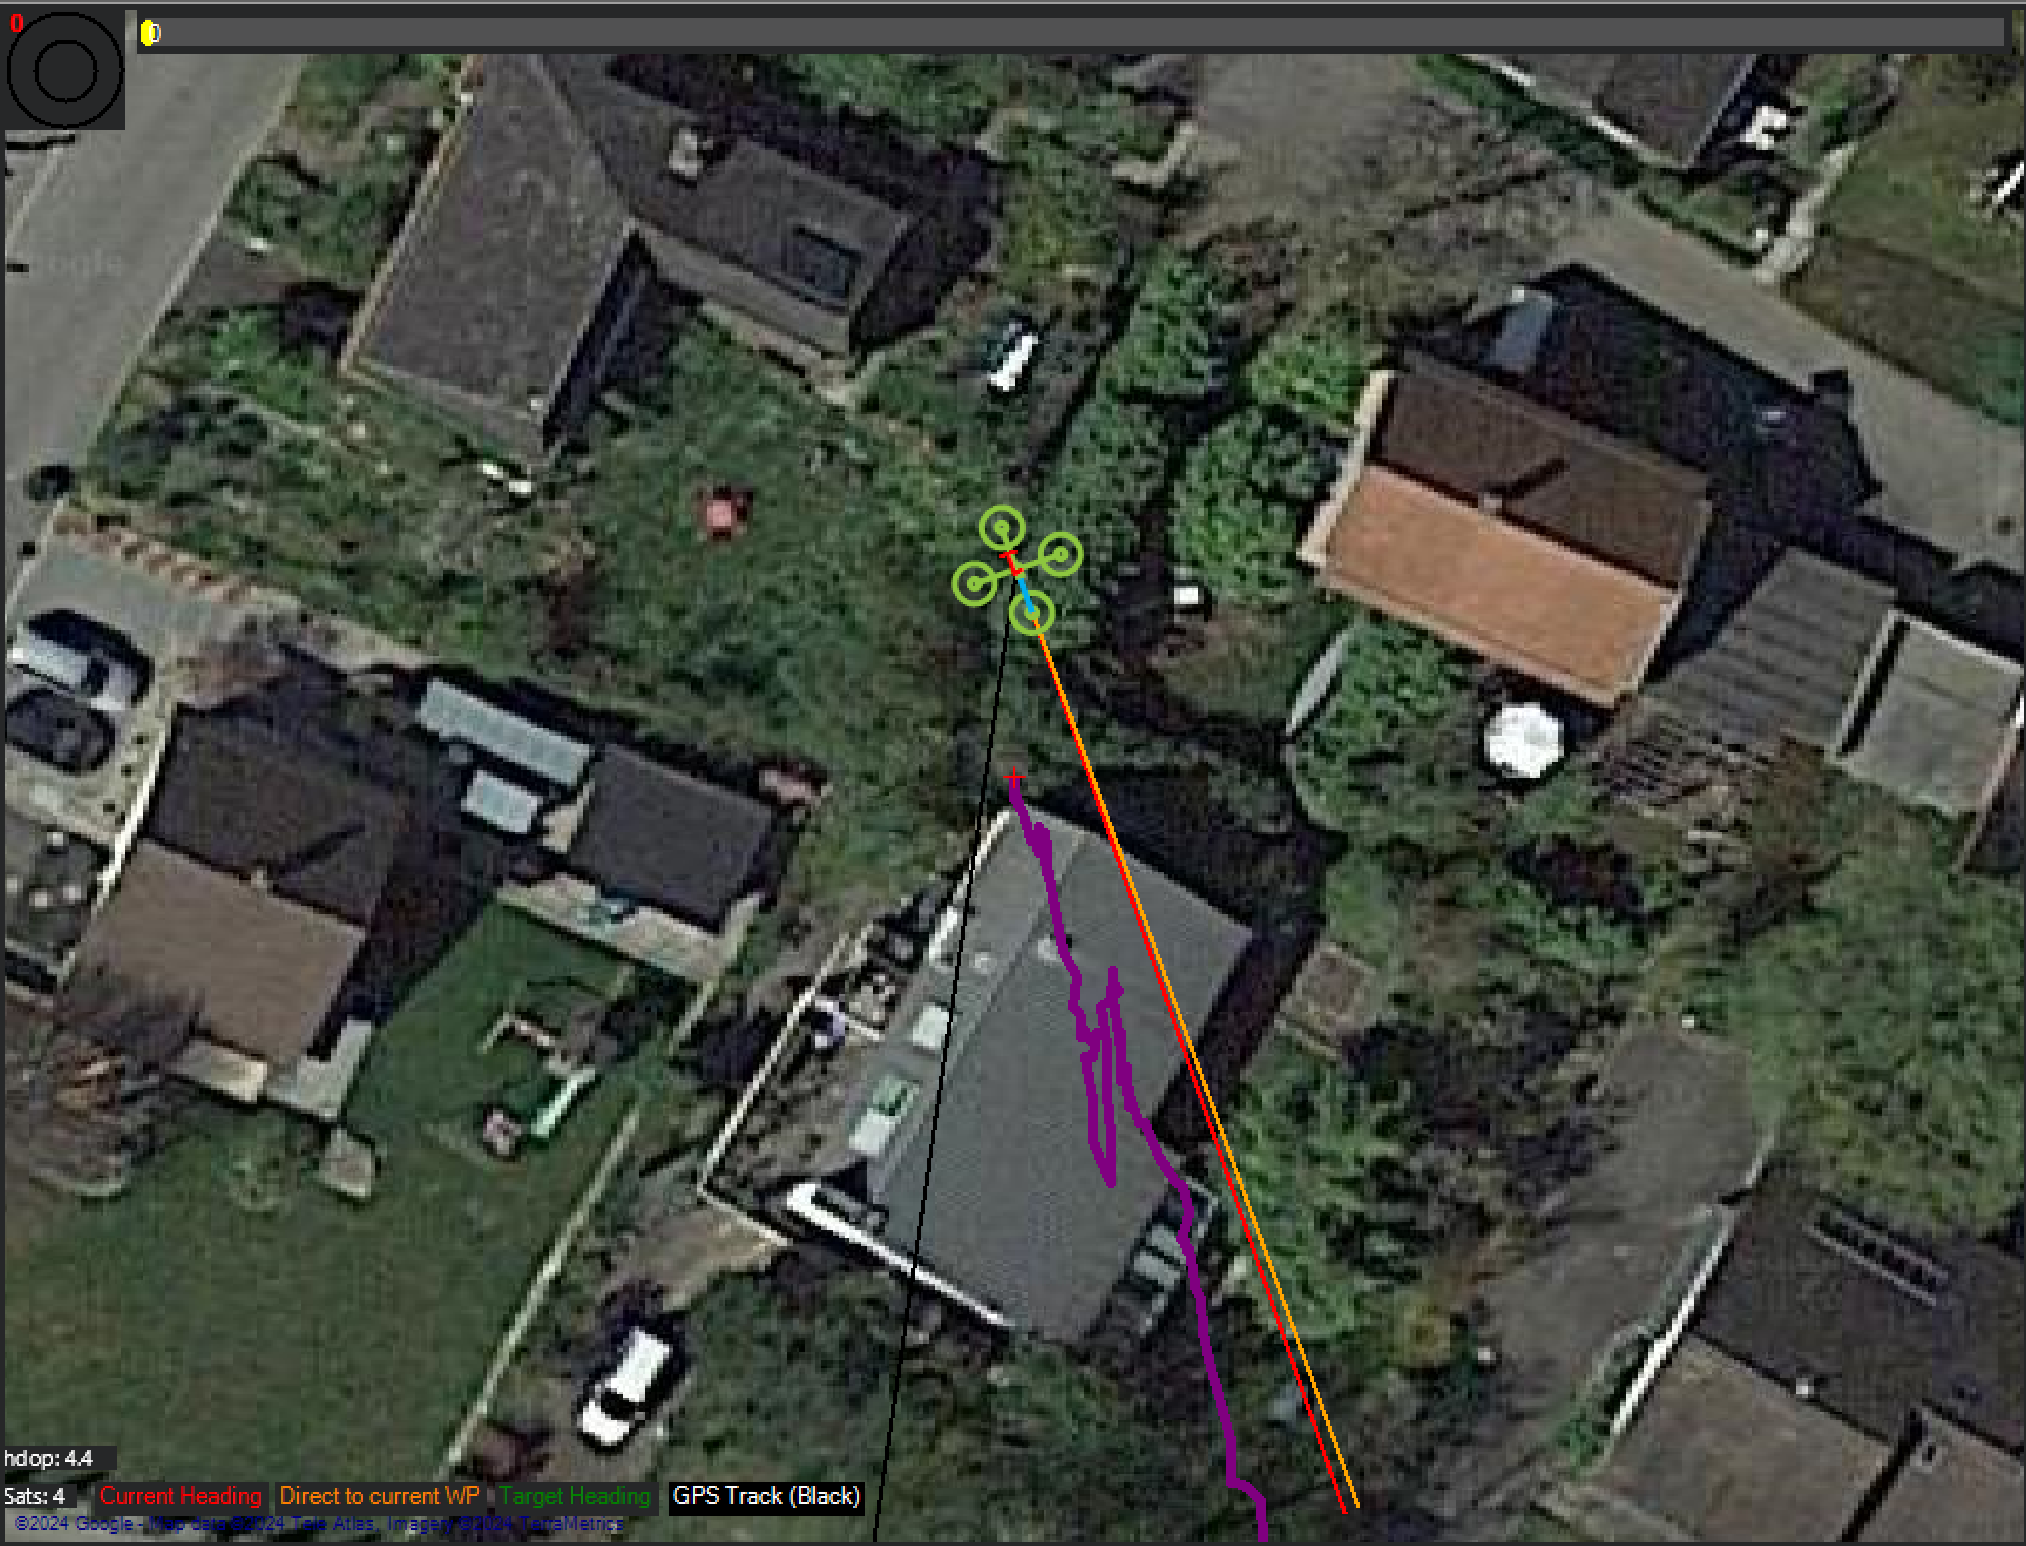 0
0
hdop: 4.4
Sats: 4 Current Heading Direct to current WP Target Heading GPS Track (Black)
©2024 Google - Map data ©2024 Tele Atlas, Imagery ©2024 TerraMetrics